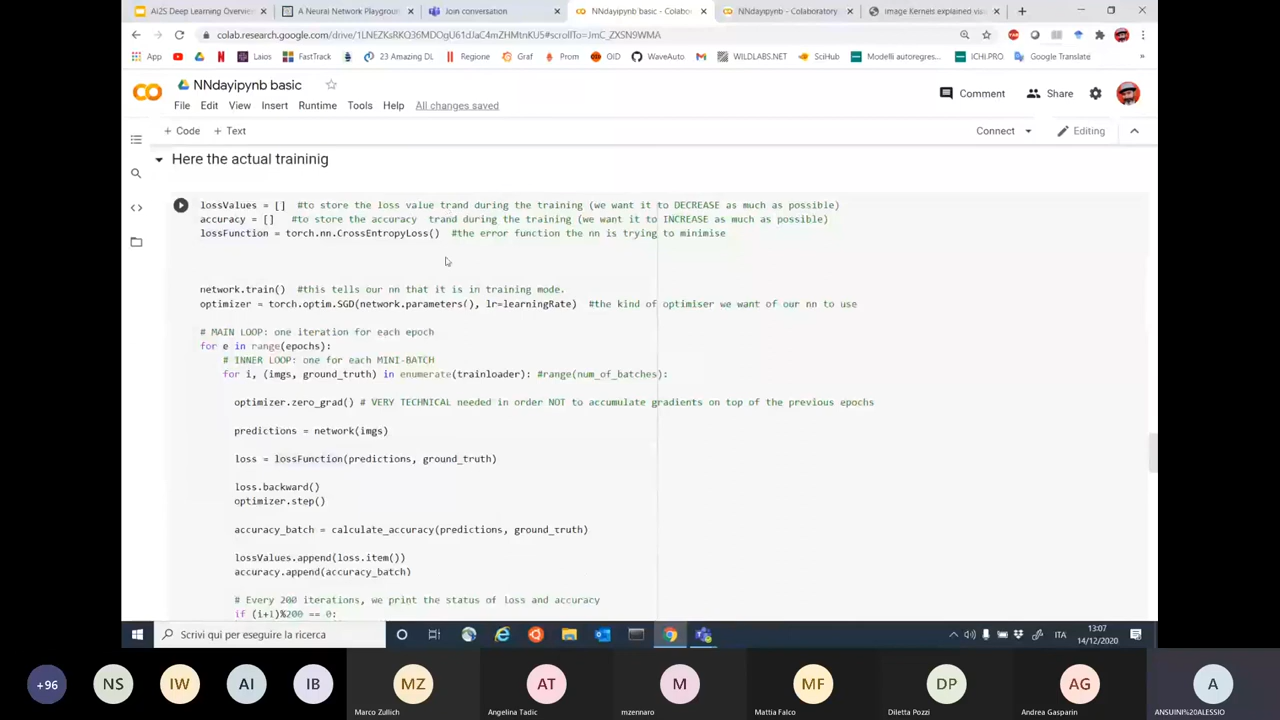 AI2S Deep Learning Overview
A Neural Network Playground
Join conversation
NNdayipynb basic - Colabor
NNdayipynb - Colaboratory
Image Kernels explained visu
colab.research.google.com/drive/1LNEZKsRKQ36MDOgU61dJaC4mZHMtnKU5#scrollTo=JmC_ZXSN9WMA
App
Laios
FastTrack
23 Amazing DL
Regione
Graf
Prom
OID
WaveAuto
WILDLABS.NET
SciHub
Modelli autoregres...
ICHI.PRO
Google Translate
NNdayipynb basic
Comment
Share
File Edit View Insert Runtime Tools Help All changes saved
+ Code + Text
Connect
Editing
Here the actual traininig
lossValues = [] #to store the loss value trand during the training (we want it to DECREASE as much as possible)
accuracy = [] #to store the accuracy trand during the training (we want it to INCREASE as much as possible)
lossFunction = torch.nn.CrossEntropyLoss() #the error function the nn is trying to minimise
network.train() #this tells our nn that it is in training mode.
optimizer = torch.optim.SGD(network.parameters(), lr=learningRate) #the kind of optimiser we want of our nn to use
# MAIN LOOP: one iteration for each epoch
for e in range(epochs):
# INNER LOOP: one for each MINI-BATCH
for i, (imgs, ground_truth) in enumerate(trainloader): #range(num_of_batches):
optimizer.zero_grad() # VERY TECHNICAL needed in order NOT to accumulate gradients on top of the previous epochs
predictions = network(imgs)
loss = lossFunction(predictions, ground_truth)
loss.backward()
optimizer.step()
accuracy_batch = calculate_accuracy(predictions, ground_truth)
lossValues.append(loss.item())
accuracy.append(accuracy_batch)
# Every 200 iterations, we print the status of loss and accuracy
if (i+1)%200 == 0:
Scrivi qui per eseguire la ricerca
ITA
13:07
14/12/2020
+96
NS
IW
AI
IB
MZ
AT
M
MF
DP
AG
A
Marco Zullich
Angelina Tadic
mzennaro
Mattia Falco
Diletta Pozzi
Andrea Gasparin
ANSUINI%20ALESSIO